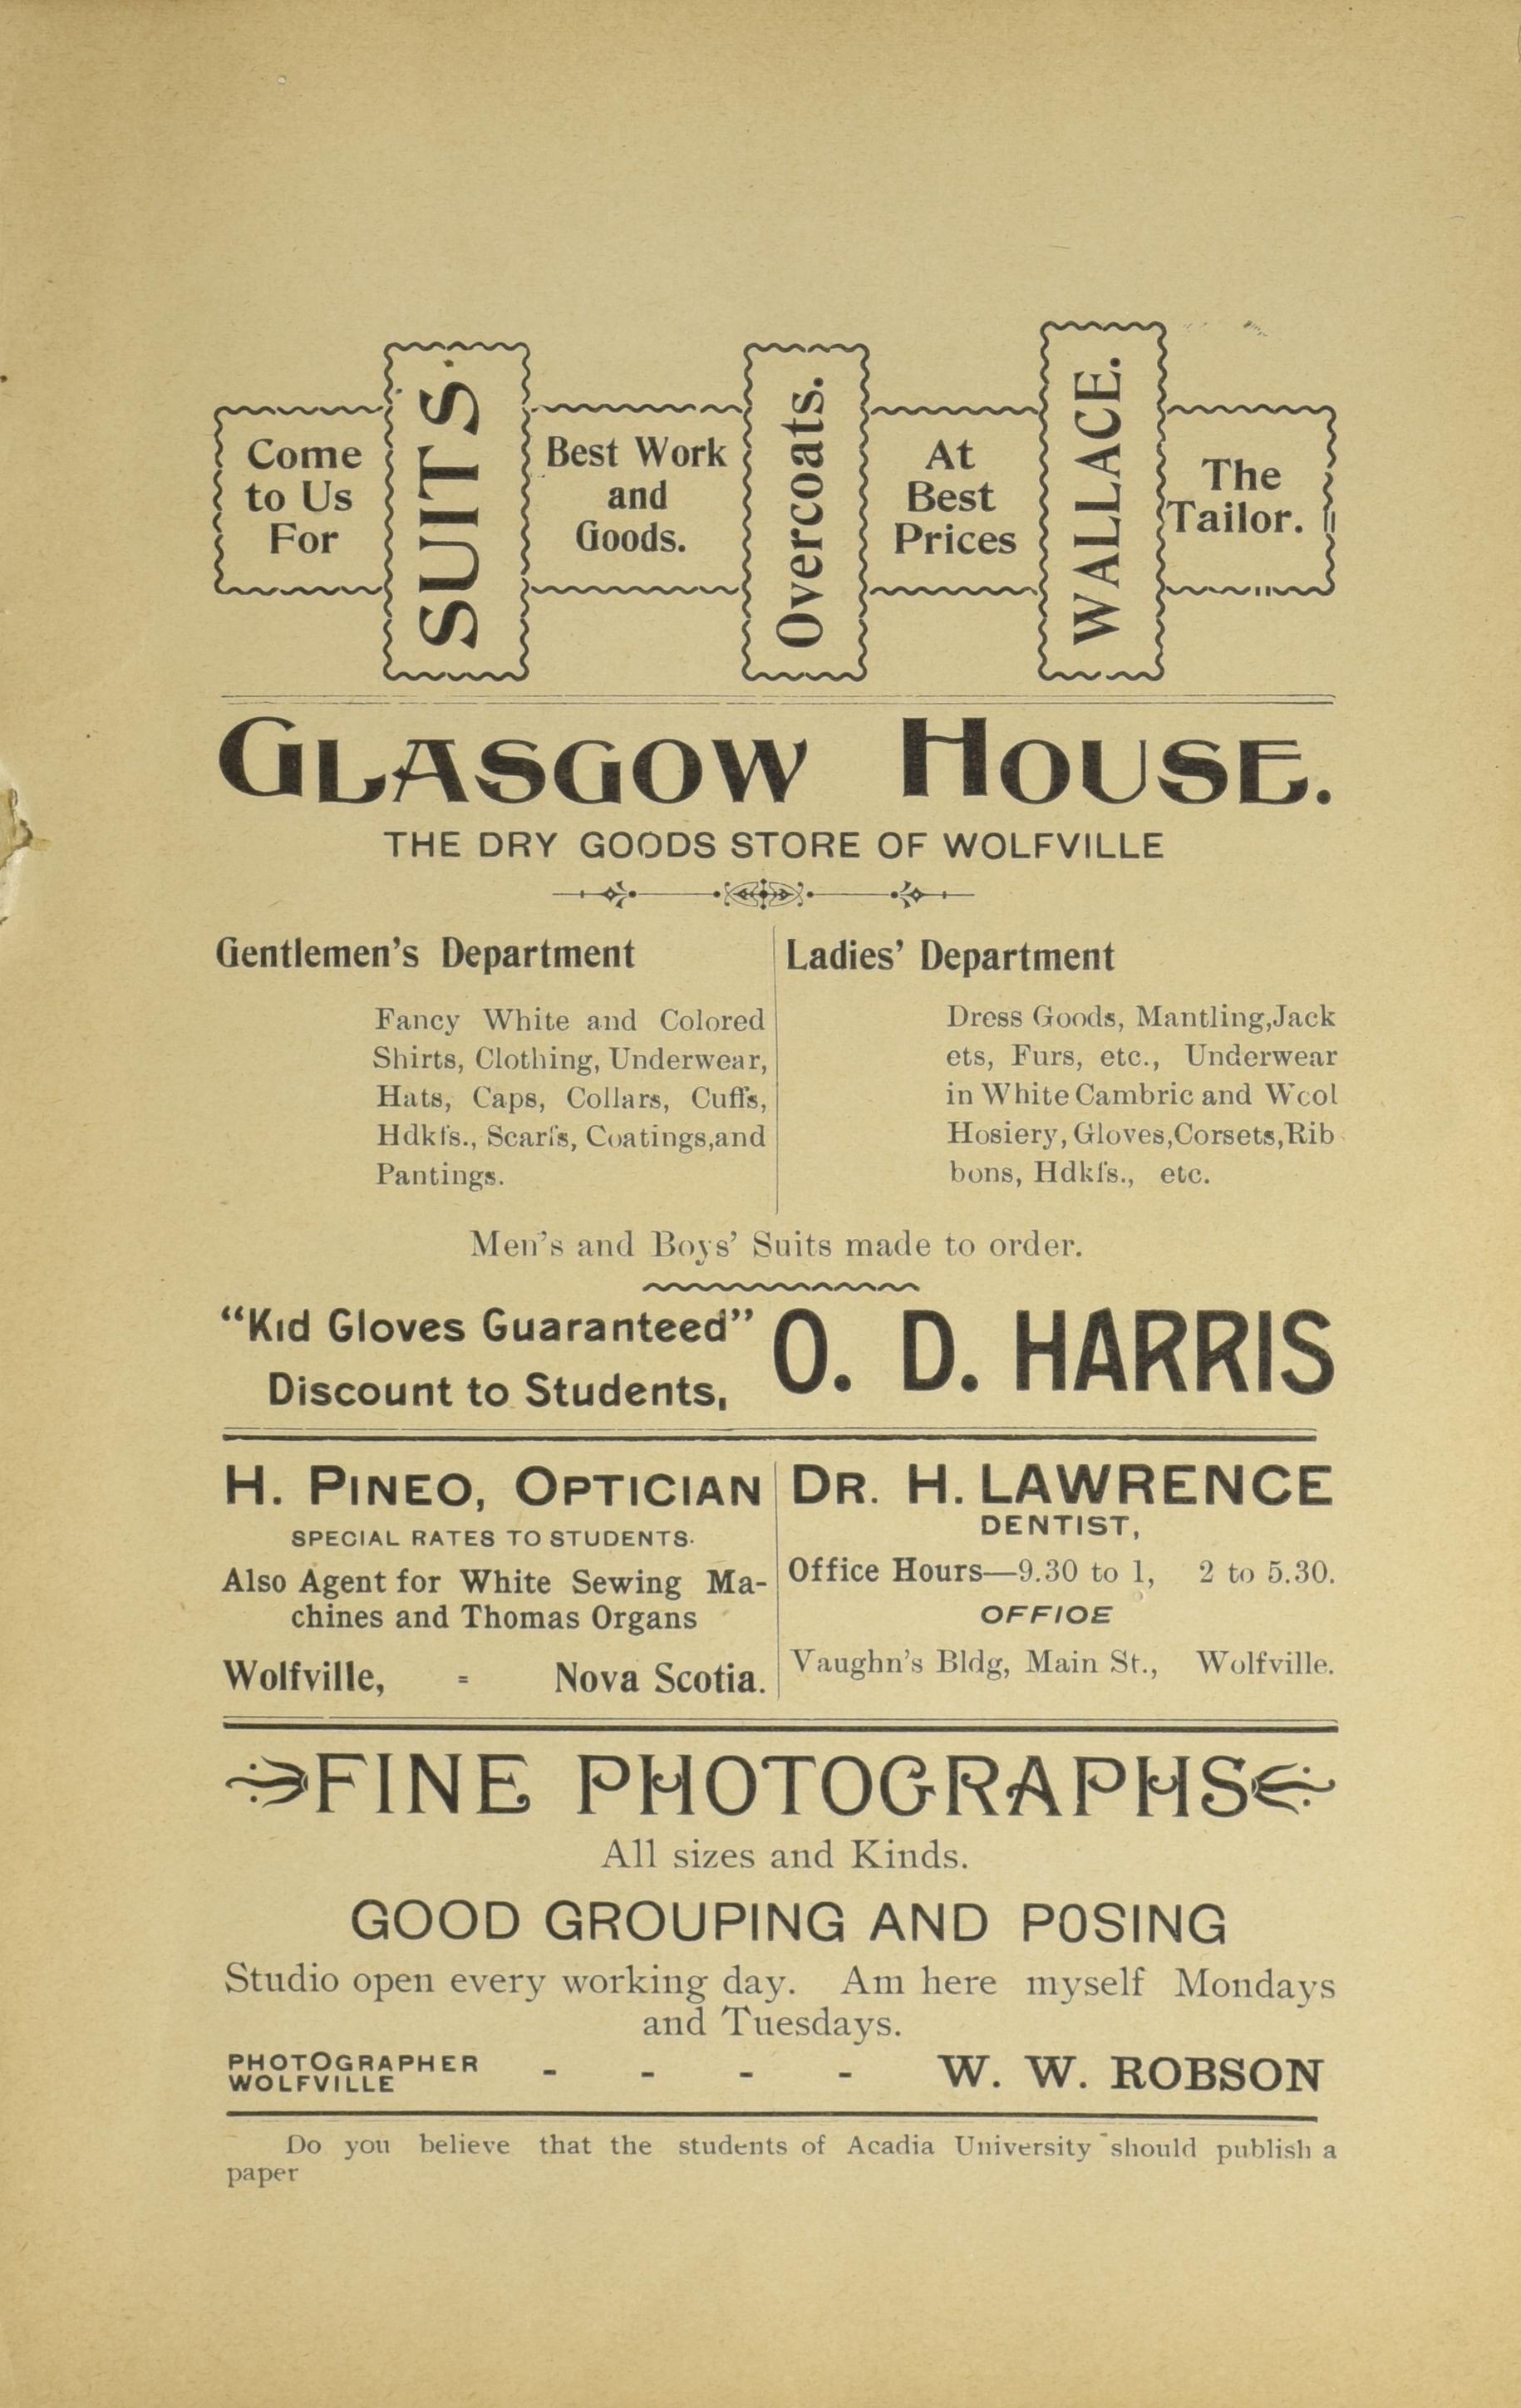 Come
to Us
For
SUITS.
Best Work
and
Goods.
Overcoats.
At
Best
Prices
WALLACE.
The
Tailor.
GLASGOW HOUSE.
THE DRY GOODS STORE OF WOLFVILLE
Gentlemen's Department
Fancy White and Colored
Shirts, Clothing, Underwear,
Hats, Caps, Collars, Cuffs,
Hdkfs., Scarfs, Coatings,and
Pantings.
Ladies' Department
Dress Goods, Mantling,Jack
ets, Furs, etc., Underwear
in White Cambric and Wool
Hosiery, Gloves,Corsets,Rib
bons, Hdkfs., etc.
Men's and Boys' Suits made to order.
"Kid Gloves Guaranteed"
Discount to Students,
O. D. HARRIS
H. PINEO, OPTICIAN
SPECIAL RATES TO STUDENTS.
Also Agent for White Sewing Ma-
chines and Thomas Organs
Wolfville, = Nova Scotia.
DR. H. LAWRENCE
DENTIST,
Office Hours—9.30 to 1, 2 to 5.30.
OFFIOE
Vaughn's Bldg, Main St., Wolfville.
FINE PHOTOGRAPHS
All sizes and Kinds.
GOOD GROUPING AND POSING
Studio open every working day. Am here myself Mondays
and Tuesdays.
PHOTOGRAPHER
WOLFVILLE
- - - - W. W. ROBSON
Do you believe that the students of Acadia University should publish a
paper